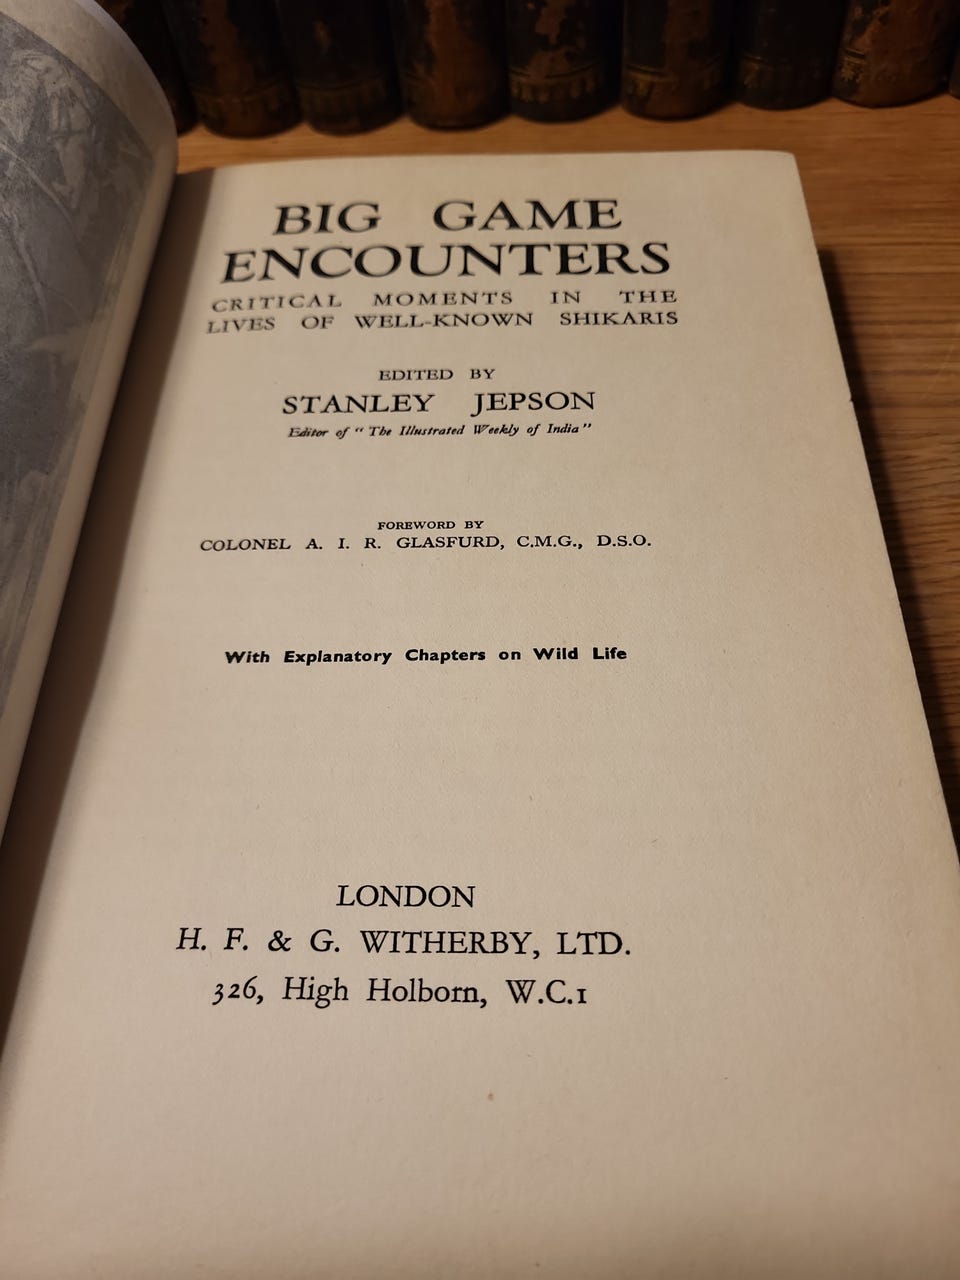 BIG GAME
ENCOUNTERS
CRITICAL MOMENTS IN THE
LIVES OF WELL-KNOWN SHIKARIS
EDITED BY
STANLEY JEPSON
Editor of "The Illustrated Weekly of India"
FOREWORD BY
COLONEL A. I. R. GLASFURD, C.M.G., D.S.O.
With Explanatory Chapters on Wild Life
LONDON
H. F. & G. WITHERBY, LTD.
326, High Holborn, W.C.1